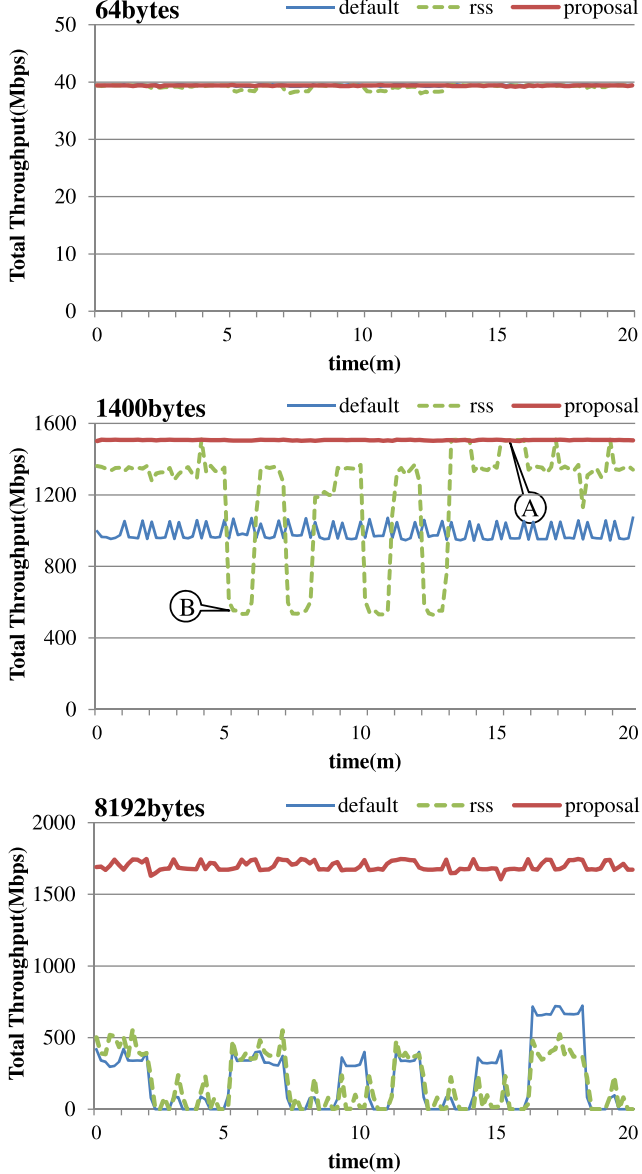 64bytes
default rss proposal
50
40
30
20
10
0
Total Throughput(Mbps)
0 5 10 15 20
time(m)
1400bytes
default rss proposal
1600
1200
800
400
0
Total Throughput(Mbps)
A
B
0 5 10 15 20
time(m)
8192bytes
default rss proposal
2000
1500
1000
500
0
Total Throughput(Mbps)
0 5 10 15 20
time(m)